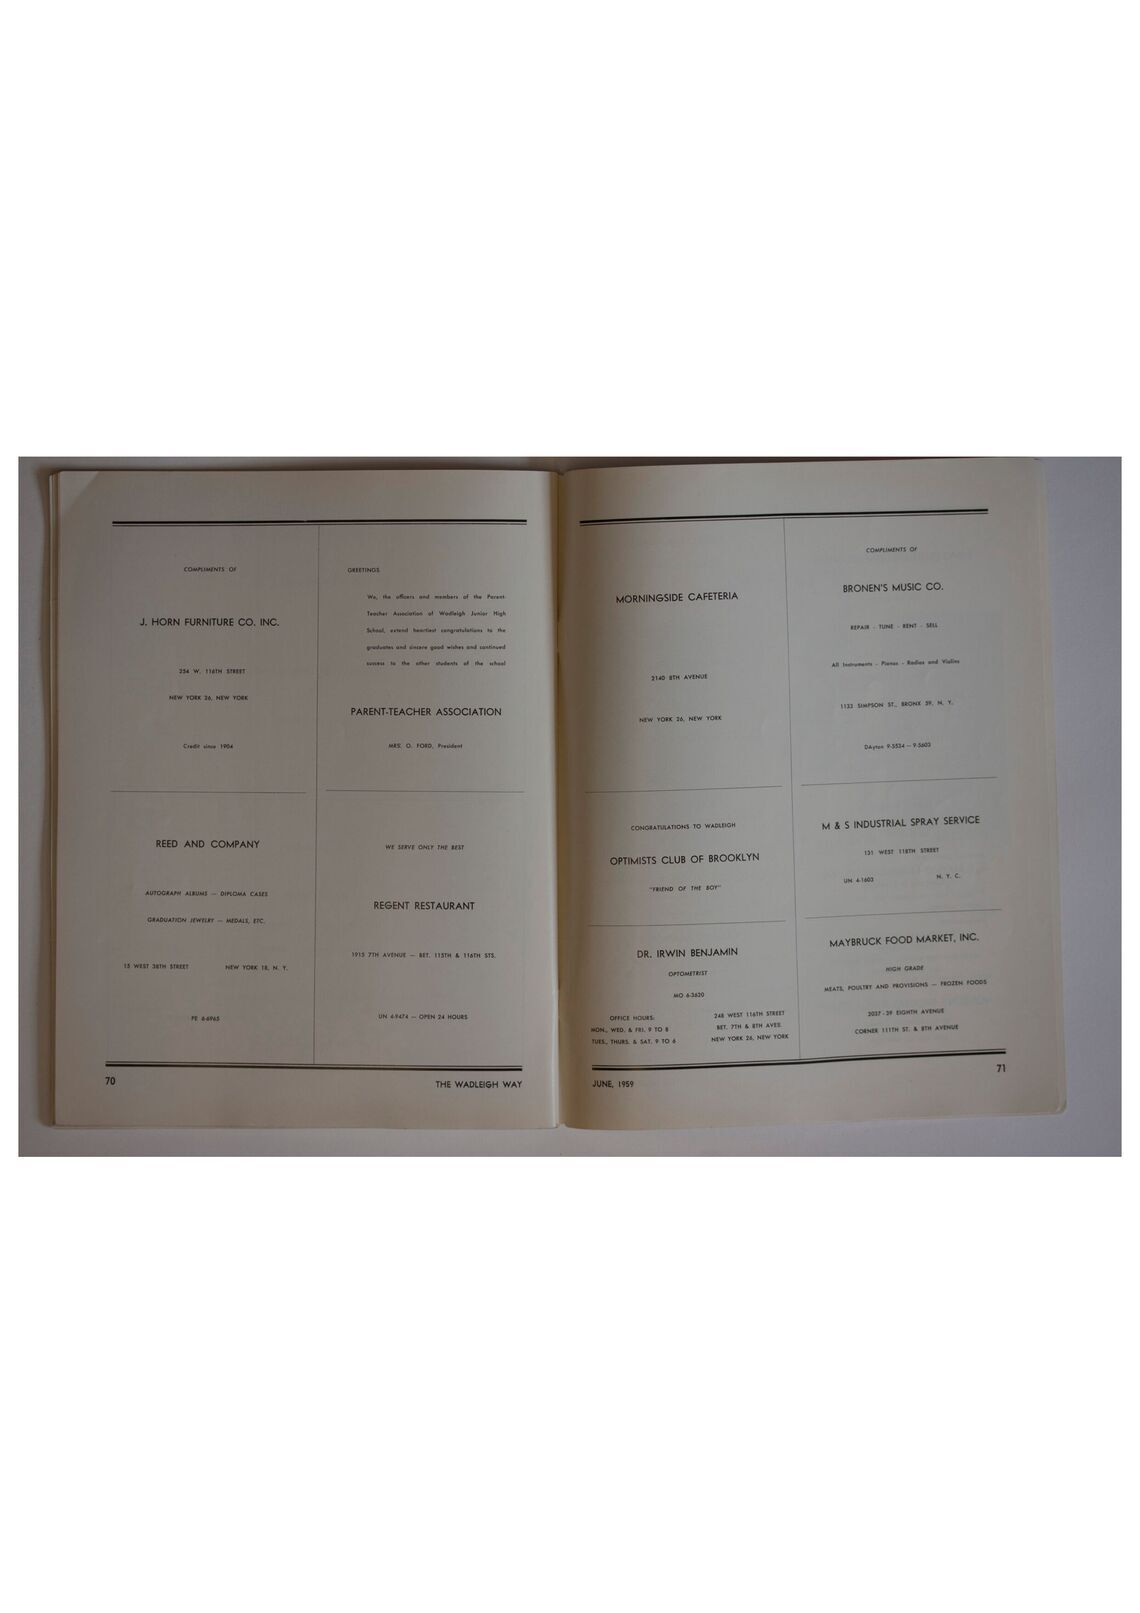 COMPLIMENTS OF
J. HORN FURNITURE CO. INC.
254 W. 116TH STREET
NEW YORK 26, NEW YORK
Credit since 1904
GREETINGS:
We, the officers and members of the Parent-
Teacher Association of Wadleigh Junior High
School, extend heartiest congratulations to the
graduates and sincere good wishes and continued
success to the other students of the school
PARENT-TEACHER ASSOCIATION
MRS. O. FORD, President
REED AND COMPANY
AUTOGRAPH ALBUMS — DIPLOMA CASES
GRADUATION JEWELRY — MEDALS, ETC.
15 WEST 38TH STREET NEW YORK 18, N. Y.
PE 6-6965
WE SERVE ONLY THE BEST
REGENT RESTAURANT
1915 7TH AVENUE — BET. 115TH & 116TH STS.
UN 4-9474 — OPEN 24 HOURS
70 THE WADLEIGH WAY
MORNINGSIDE CAFETERIA
2140 8TH AVENUE
NEW YORK 26, NEW YORK
COMPLIMENTS OF
BRONEN'S MUSIC CO.
REPAIR - TUNE - RENT - SELL
All Instruments - Pianos - Radios and Violins
1133 SIMPSON ST., BRONX 59, N. Y.
DAyton 9-5534 — 9-5603
CONGRATULATIONS TO WADLEIGH
OPTIMISTS CLUB OF BROOKLYN
"FRIEND OF THE BOY"
M & S INDUSTRIAL SPRAY SERVICE
131 WEST 118TH STREET
UN 4-1603 N. Y. C.
DR. IRWIN BENJAMIN
OPTOMETRIST
MO 6-3620
OFFICE HOURS:
MON., WED. & FRI. 9 TO 8
TUES., THURS. & SAT. 9 TO 6
248 WEST 116TH STREET
BET. 7TH & 8TH AVES.
NEW YORK 26, NEW YORK
MAYBRUCK FOOD MARKET, INC.
HIGH GRADE
MEATS, POULTRY AND PROVISIONS — FROZEN FOODS
2037-39 EIGHTH AVENUE
CORNER 111TH ST. & 8TH AVENUE
JUNE, 1959 71